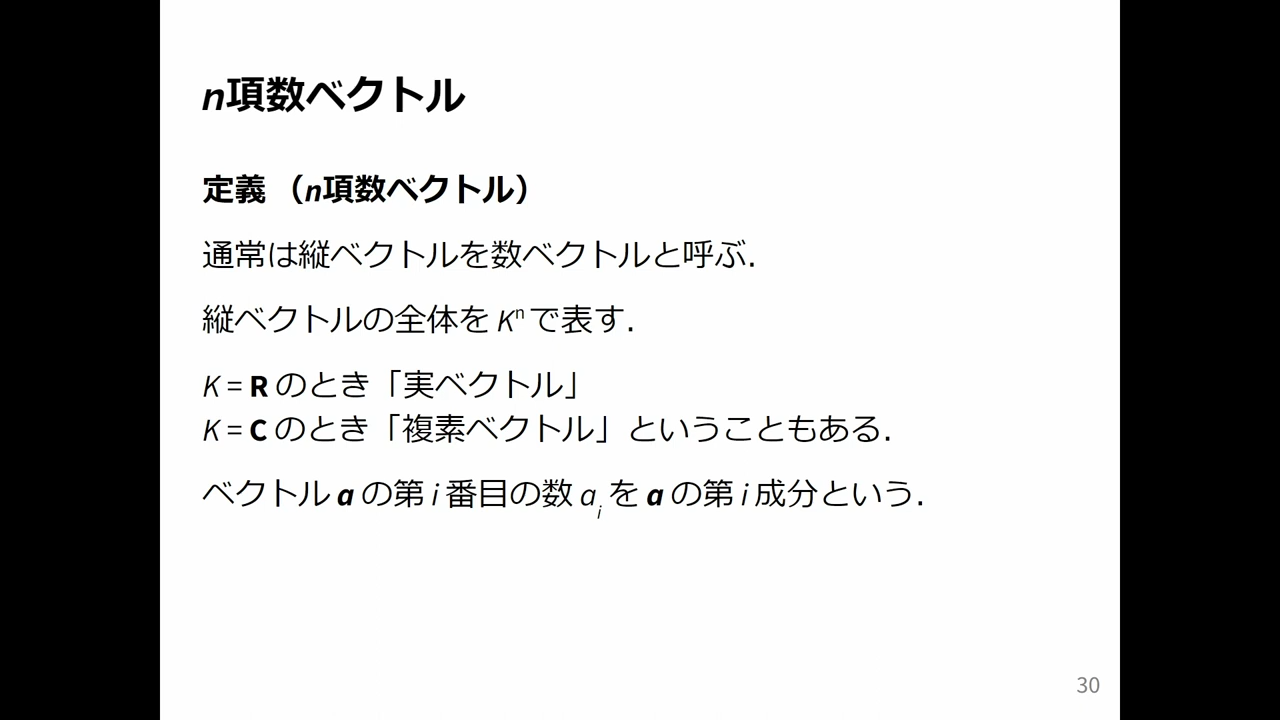 n項数ベクトル
定義 （n項数ベクトル）
通常は縦ベクトルを数ベクトルと呼ぶ．
縦ベクトルの全体を Kⁿ で表す．
K = R のとき「実ベクトル」
K = C のとき「複素ベクトル」ということもある．
ベクトル a の第 i 番目の数 aᵢ を a の第 i 成分という．
30